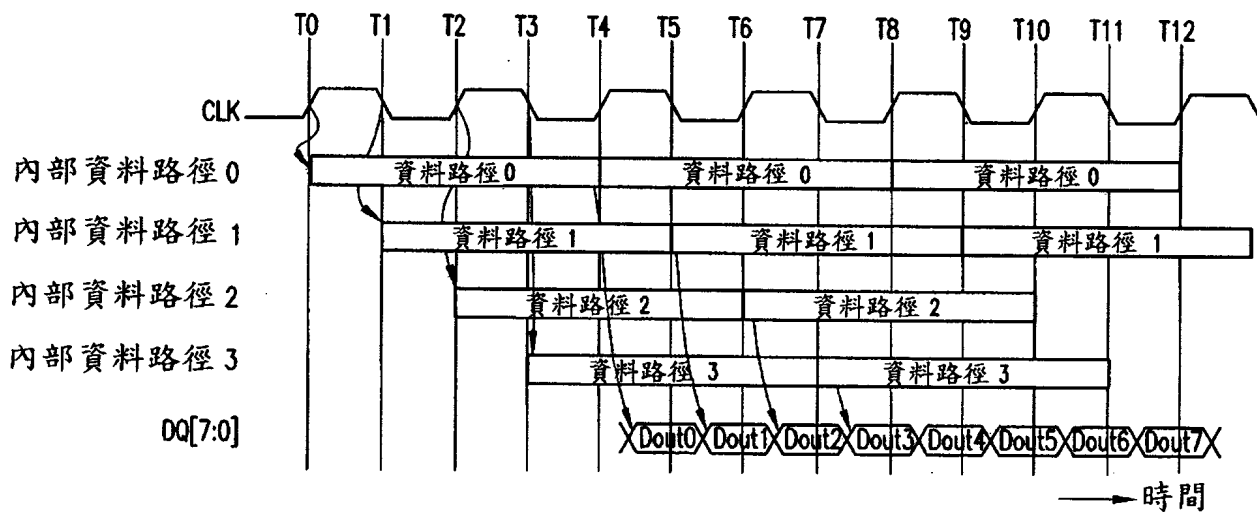 T0 T1 T2 T3 T4 T5 T6 T7 T8 T9 T10 T11 T12
CLK
內部資料路徑 0 資料路徑 0 資料路徑 0 資料路徑 0
內部資料路徑 1 資料路徑 1 資料路徑 1 資料路徑 1
內部資料路徑 2 資料路徑 2 資料路徑 2
內部資料路徑 3 資料路徑 3 資料路徑 3
DQ[7:0] Dout0 Dout1 Dout2 Dout3 Dout4 Dout5 Dout6 Dout7
時間